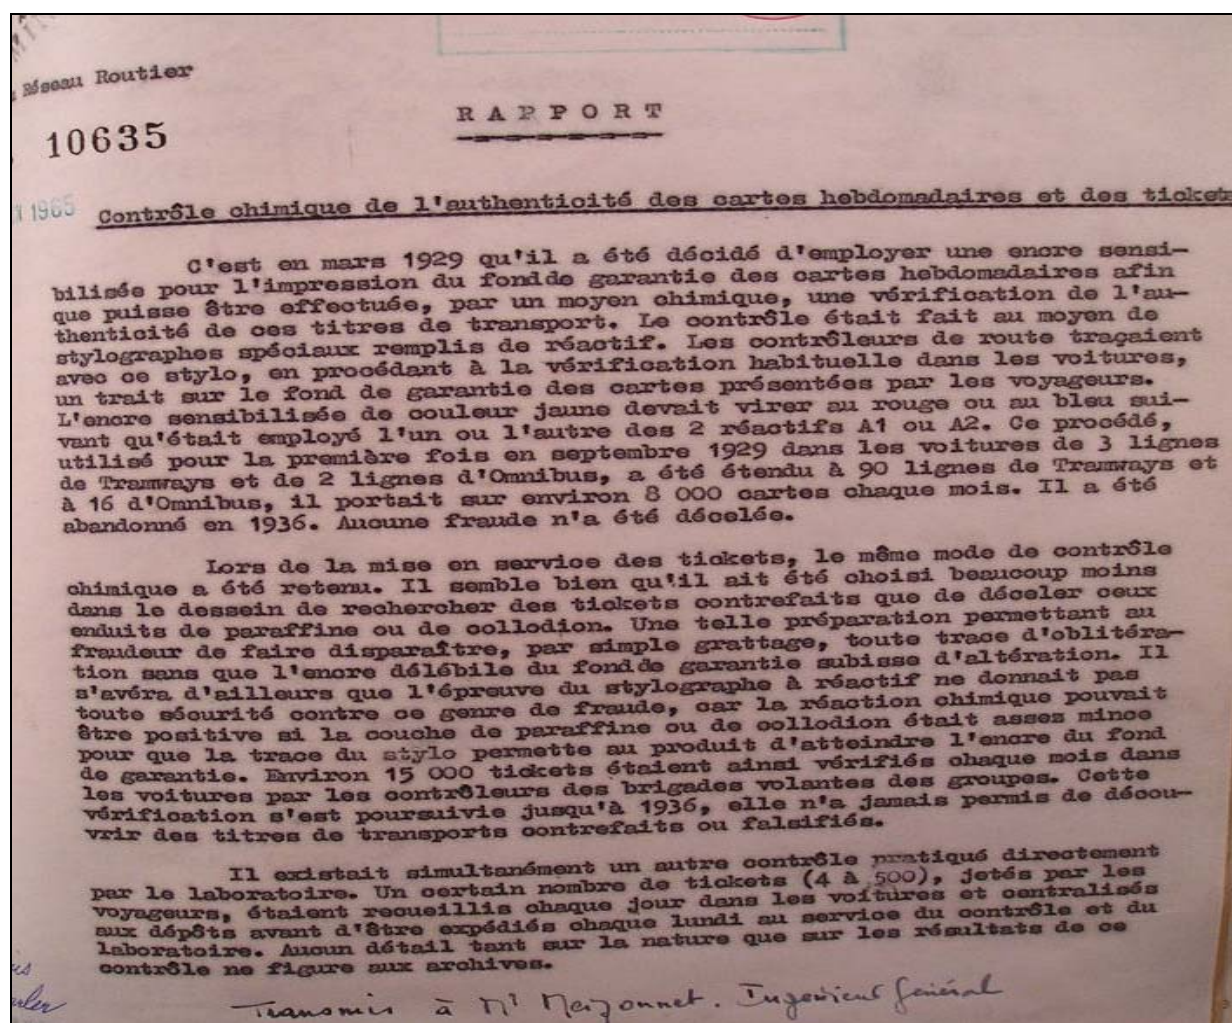 Réseau Routier
10635
RAPPORT
1965
Contrôle chimique de l'authenticité des cartes hebdomadaires et des tickets
C'est en mars 1929 qu'il a été décidé d'employer une encre sensi-
bilisée pour l'impression du fondde garantie des cartes hebdomadaires afin
que puisse être effectuée, par un moyen chimique, une vérification de l'au-
thenticité de ces titres de transport. Le contrôle était fait au moyen de
stylographes spéciaux remplis de réactif. Les contrôleurs de route traçaient
avec ce stylo, en procédant à la vérification habituelle dans les voitures,
un trait sur le fond de garantie des cartes présentées par les voyageurs.
L'encre sensibilisée de couleur jaune devait virer au rouge ou au bleu sui-
vant qu'était employé l'un ou l'autre des 2 réactifs A1 ou A2. Ce procédé,
utilisé pour la première fois en septembre 1929 dans les voitures de 3 lignes
de Tramways et de 2 lignes d'Omnibus, a été étendu à 90 lignes de Tramways et
à 16 d'Omnibus, il portait sur environ 8 000 cartes chaque mois. Il a été
abandonné en 1936. Aucune fraude n'a été décelée.
Lors de la mise en service des tickets, le même mode de contrôle
chimique a été retenu. Il semble bien qu'il ait été choisi beaucoup moins
dans le dessein de rechercher des tickets contrefaits que de déceler ceux
enduits de paraffine ou de collodion. Une telle préparation permettant au
fraudeur de faire disparaître, par simple grattage, toute trace d'oblitéra-
tion sans que l'encre délébile du fondde garantie subisse d'altération. Il
s'avéra d'ailleurs que l'épreuve du stylographe à réactif ne donnait pas
toute sécurité contre ce genre de fraude, car la réaction chimique pouvait
être positive si la couche de paraffine ou de collodion était asses mince
pour que la trace du stylo permette au produit d'atteindre l'encre du fond
de garantie. Environ 15 000 tickets étaient ainsi vérifiés chaque mois dans
les voitures par les contrôleurs des brigades volantes des groupes. Cette
vérification s'est poursuivie jusqu'à 1936, elle n'a jamais permis de décou-
vrir des titres de transports contrefaits ou falsifiés.
Il existait simultanément un autre contrôle pratiqué directement
par le laboratoire. Un certain nombre de tickets (4 à 500), jetés par les
voyageurs, étaient recueillis chaque jour dans les voitures et centralisés
aux dépôts avant d'être expédiés chaque lundi au service du contrôle et du
laboratoire. Aucun détail tant sur la nature que sur les résultats de ce
contrôle ne figure aux archives.
Transmis à Mr Maizonnet. Ingénieur Général